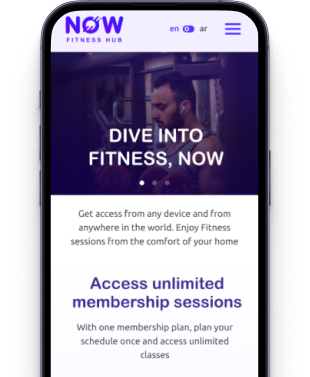 NOW
FITNESS HUB
en ar
DIVE INTO
FITNESS, NOW
Get access from any device and from
anywhere in the world. Enjoy Fitness
sessions from the comfort of your home
Access unlimited
membership sessions
With one membership plan, plan your
schedule once and access unlimited
classes